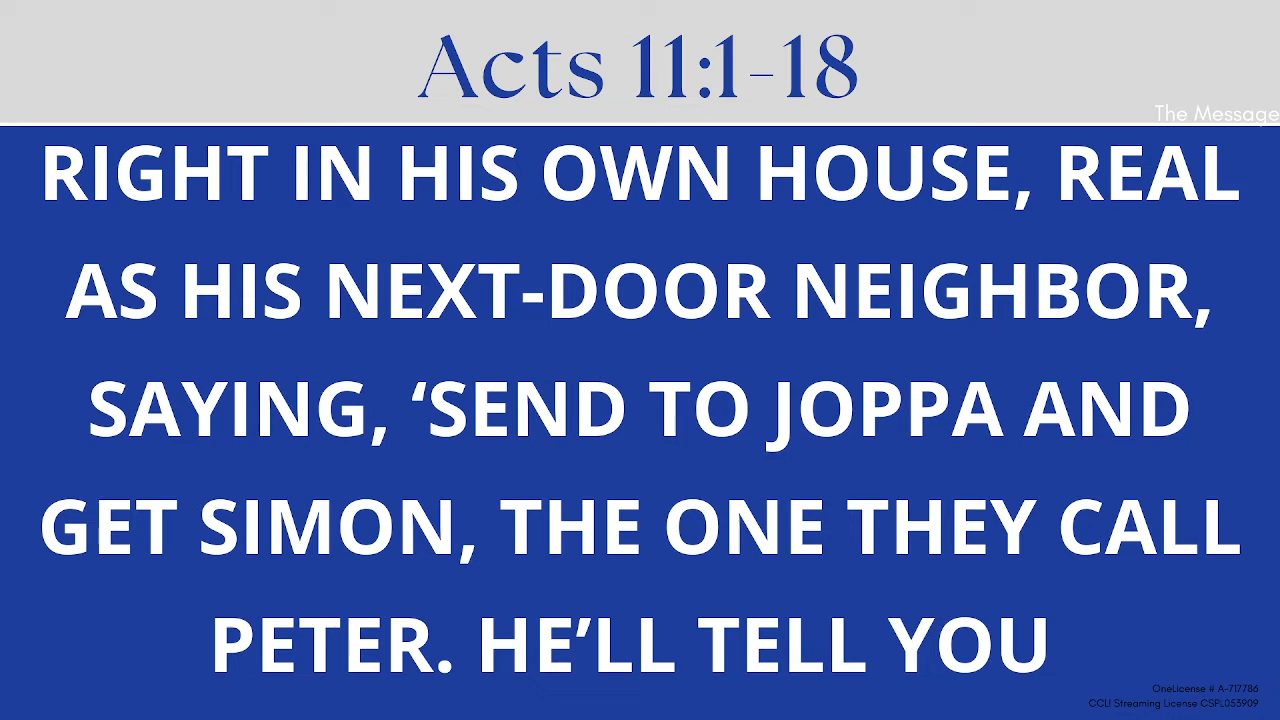 Acts 11:1-18
The Message
RIGHT IN HIS OWN HOUSE, REAL
AS HIS NEXT-DOOR NEIGHBOR,
SAYING, ‘SEND TO JOPPA AND
GET SIMON, THE ONE THEY CALL
PETER. HE’LL TELL YOU
OneLicense # A-717786
CCLI Streaming License CSPL053909